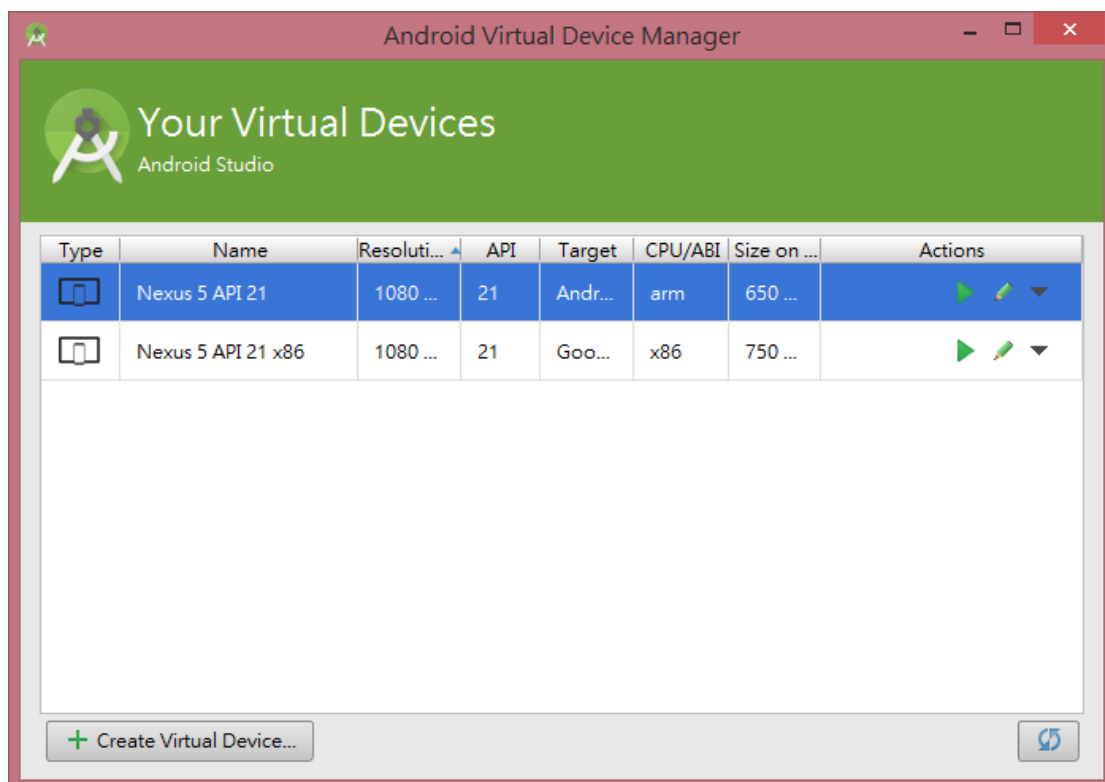 Android Virtual Device Manager
Your Virtual Devices
Android Studio
Type Name Resoluti... API Target CPU/ABI Size on ... Actions
Nexus 5 API 21 1080 ... 21 Andr... arm 650 ...
Nexus 5 API 21 x86 1080 ... 21 Goo... x86 750 ...
Create Virtual Device...